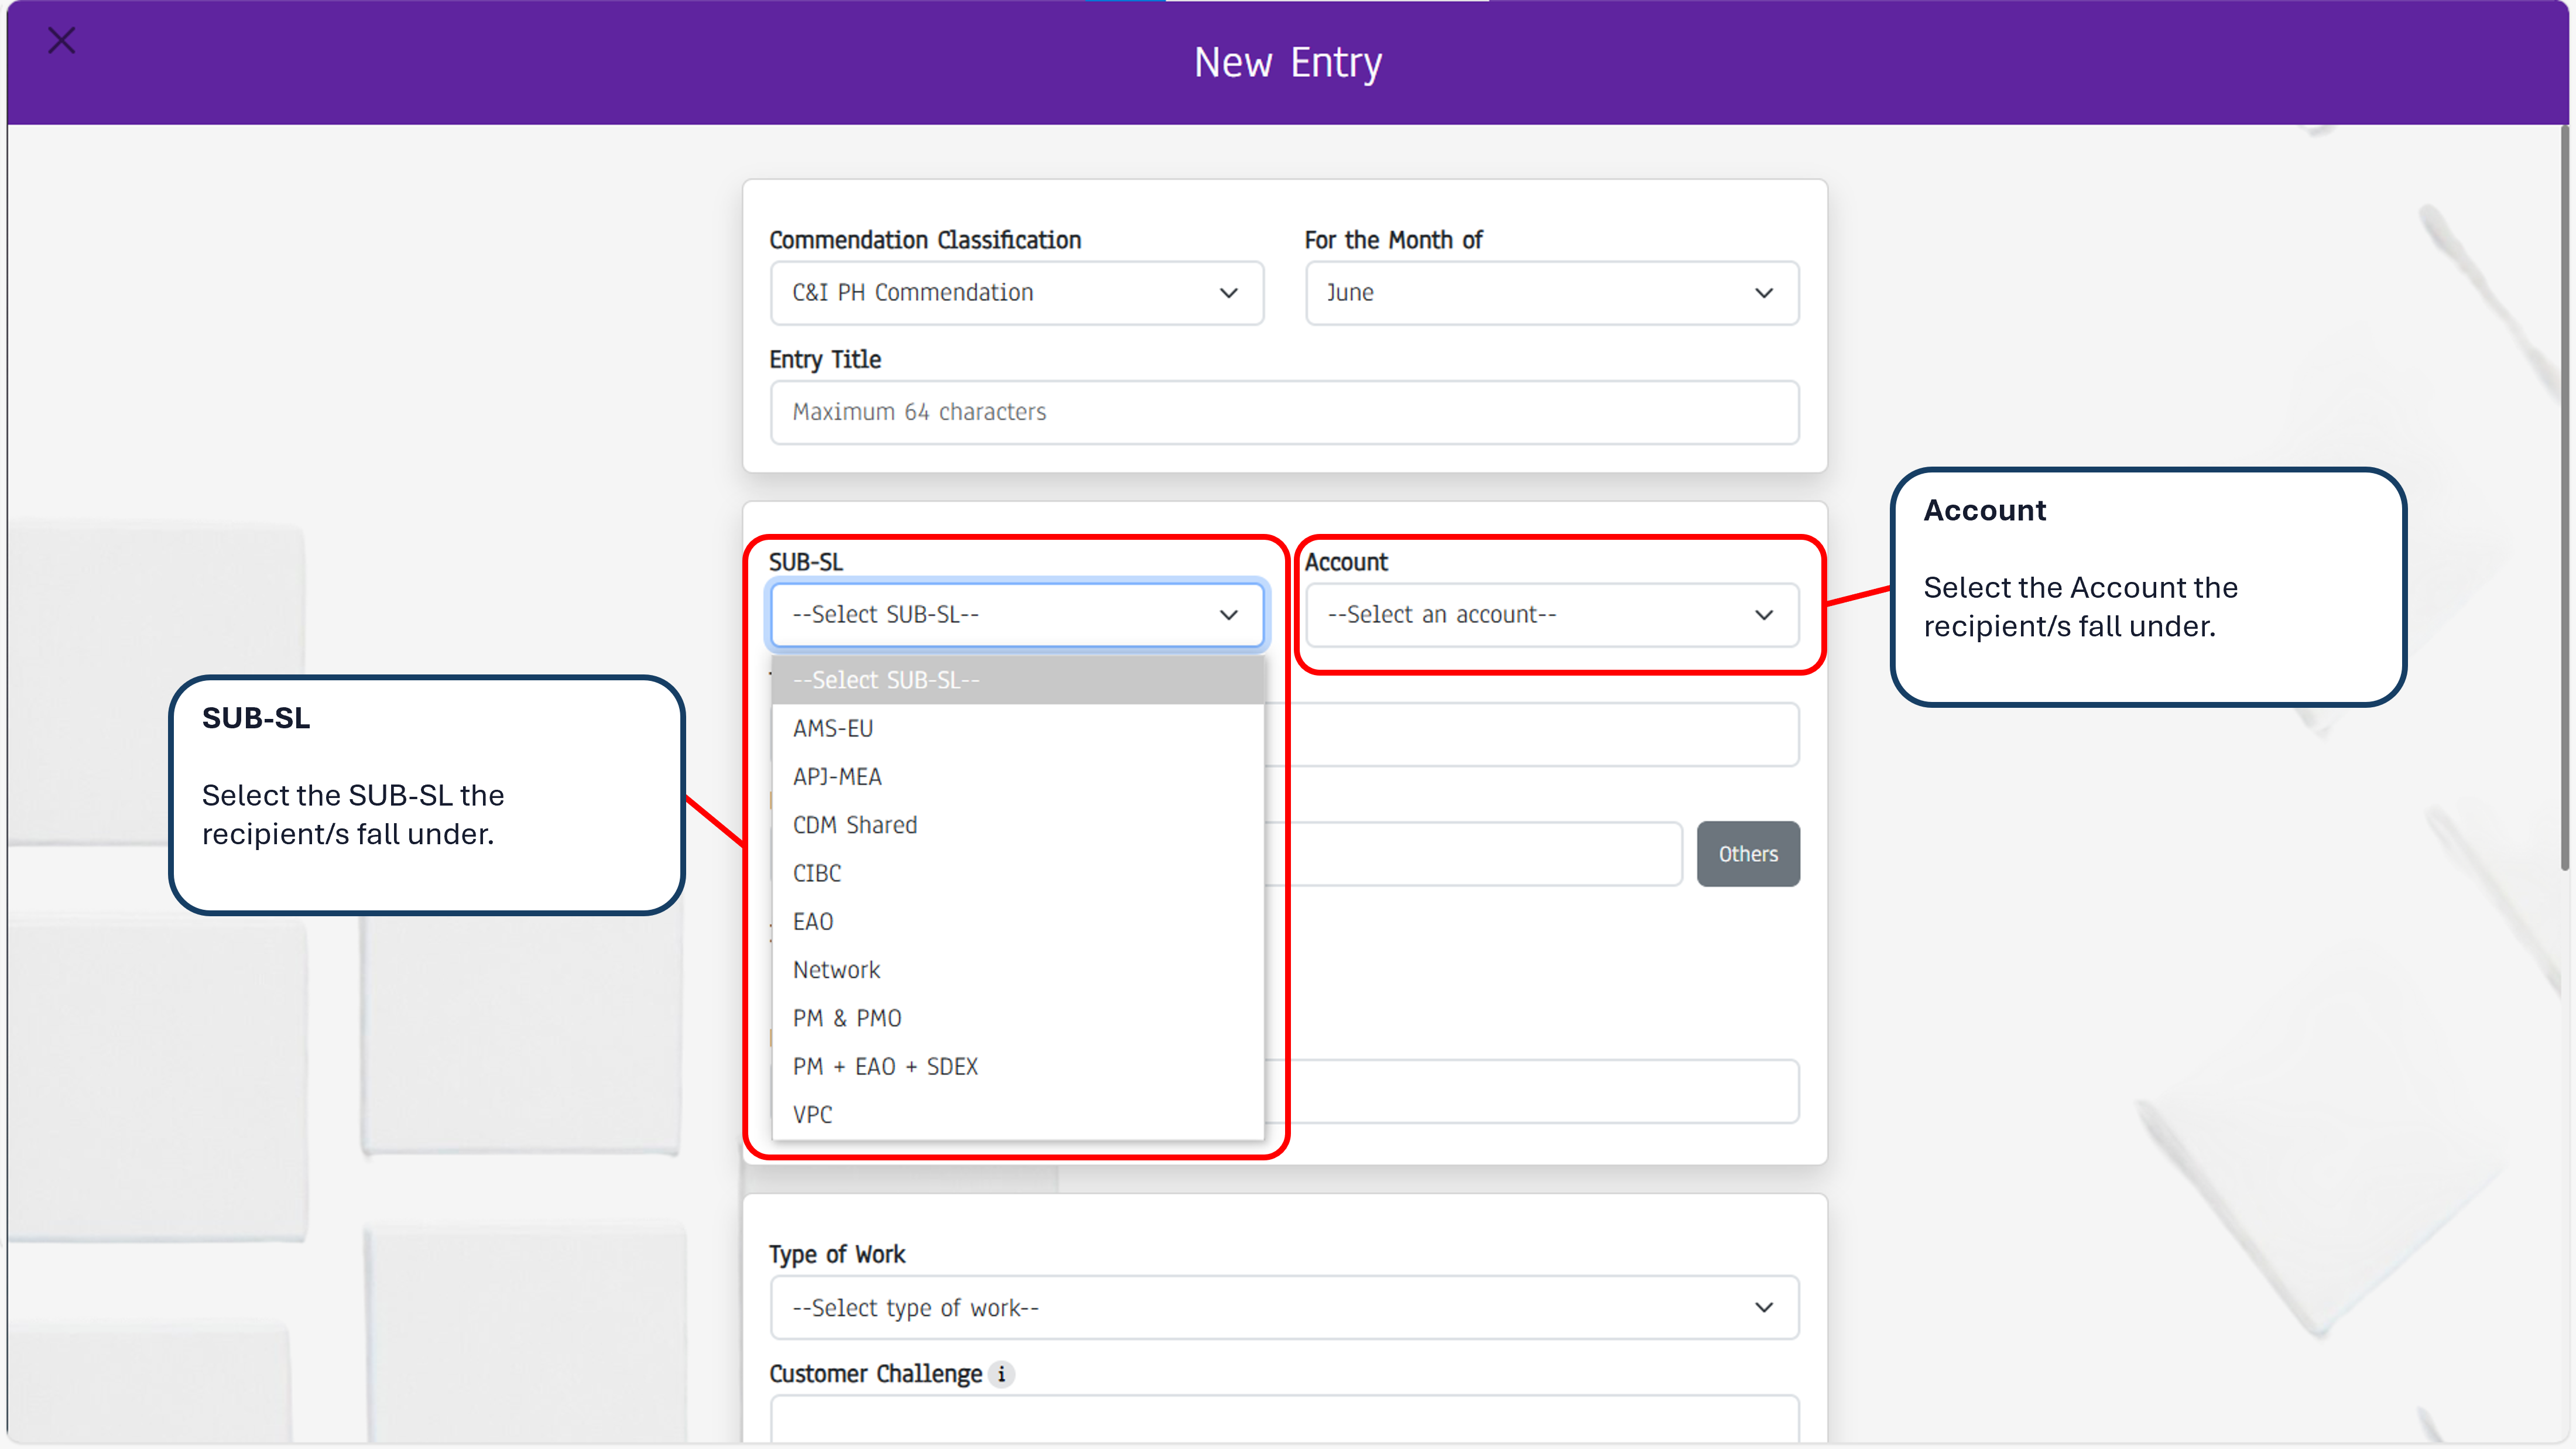 New Entry
Commendation Classification
For the Month of
C&I PH Commendation
June
Entry Title
Maximum 64 characters
SUB-SL
Account
--Select SUB-SL--
--Select an account--
--Select SUB-SL--
AMS-EU
APJ-MEA
CDM Shared
CIBC
EAO
Network
PM & PMO
PM + EAO + SDEX
VPC
Others
Account
Select the Account the
recipient/s fall under.
SUB-SL
Select the SUB-SL the
recipient/s fall under.
Type of Work
--Select type of work--
Customer Challenge i